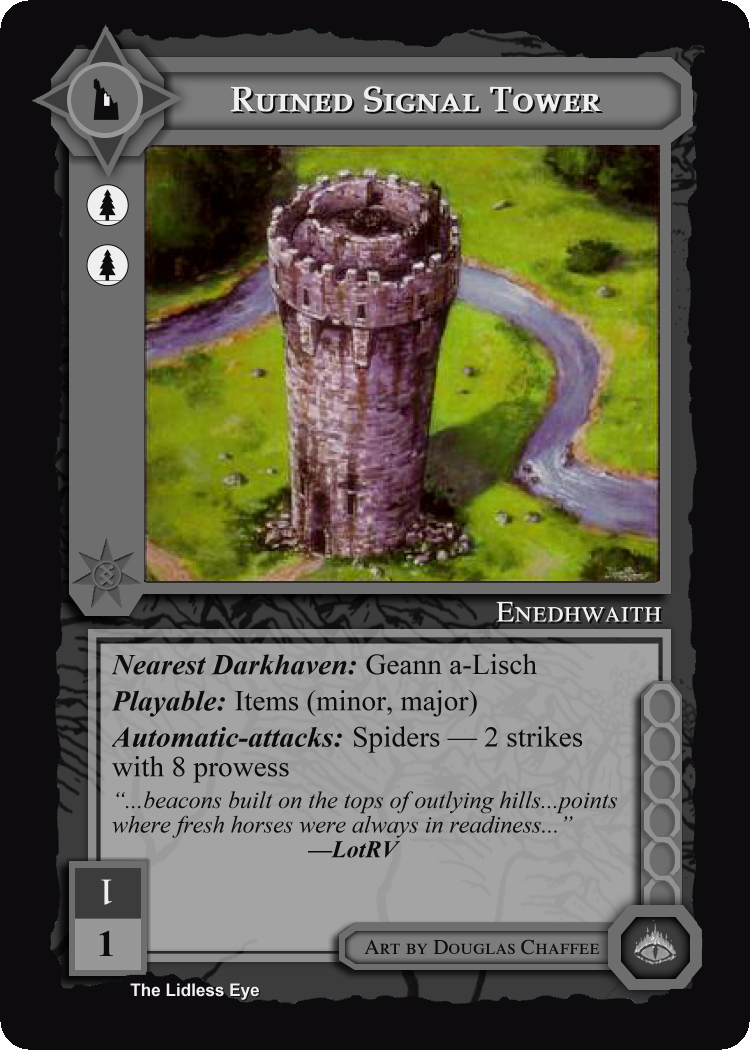 Ruined Signal Tower
Enedhwaith
Nearest Darkhaven: Geann a-Lisch
Playable: Items (minor, major)
Automatic-attacks: Spiders — 2 strikes
with 8 prowess
“...beacons built on the tops of outlying hills...points
where fresh horses were always in readiness...”
—LotRV
1
1
Art by Douglas Chaffee
The Lidless Eye